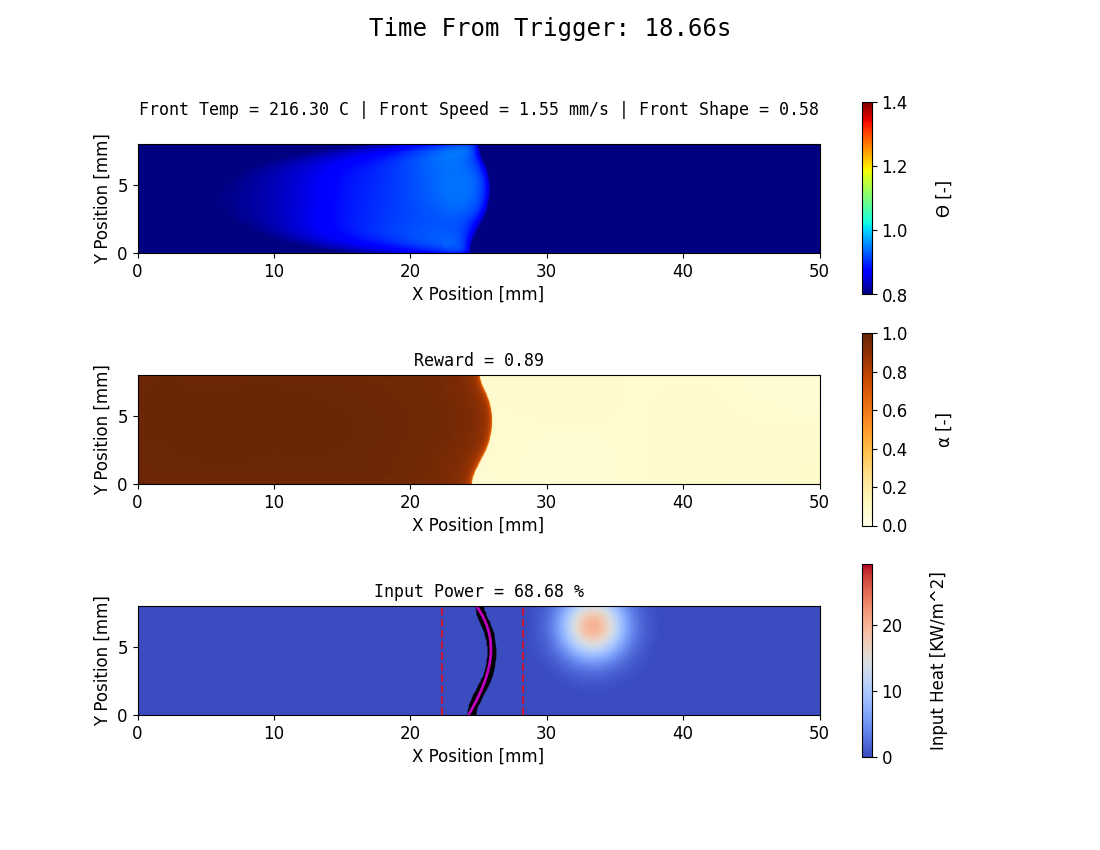 Time From Trigger: 18.66s
Front Temp = 216.30 C | Front Speed = 1.55 mm/s | Front Shape = 0.58
Y Position [mm]
5
0
0 10 20 30 40 50
X Position [mm]
1.4
1.2
1.0
0.8
Θ [-]
Reward = 0.89
Y Position [mm]
5
0
0 10 20 30 40 50
X Position [mm]
1.0
0.8
0.6
0.4
0.2
0.0
α [-]
Input Power = 68.68 %
Y Position [mm]
5
0
0 10 20 30 40 50
X Position [mm]
20
10
0
Input Heat [KW/m^2]